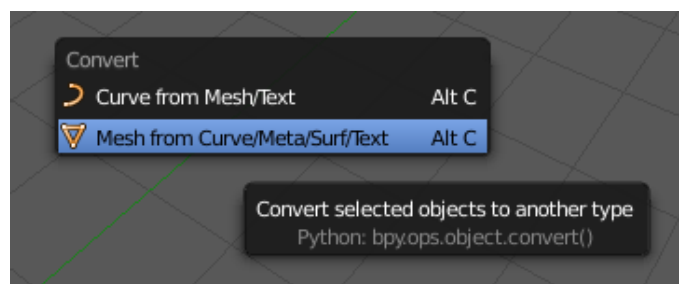 Convert
Curve from Mesh/Text Alt C
Mesh from Curve/Meta/Surf/Text Alt C
Convert selected objects to another type
Python: bpy.ops.object.convert()